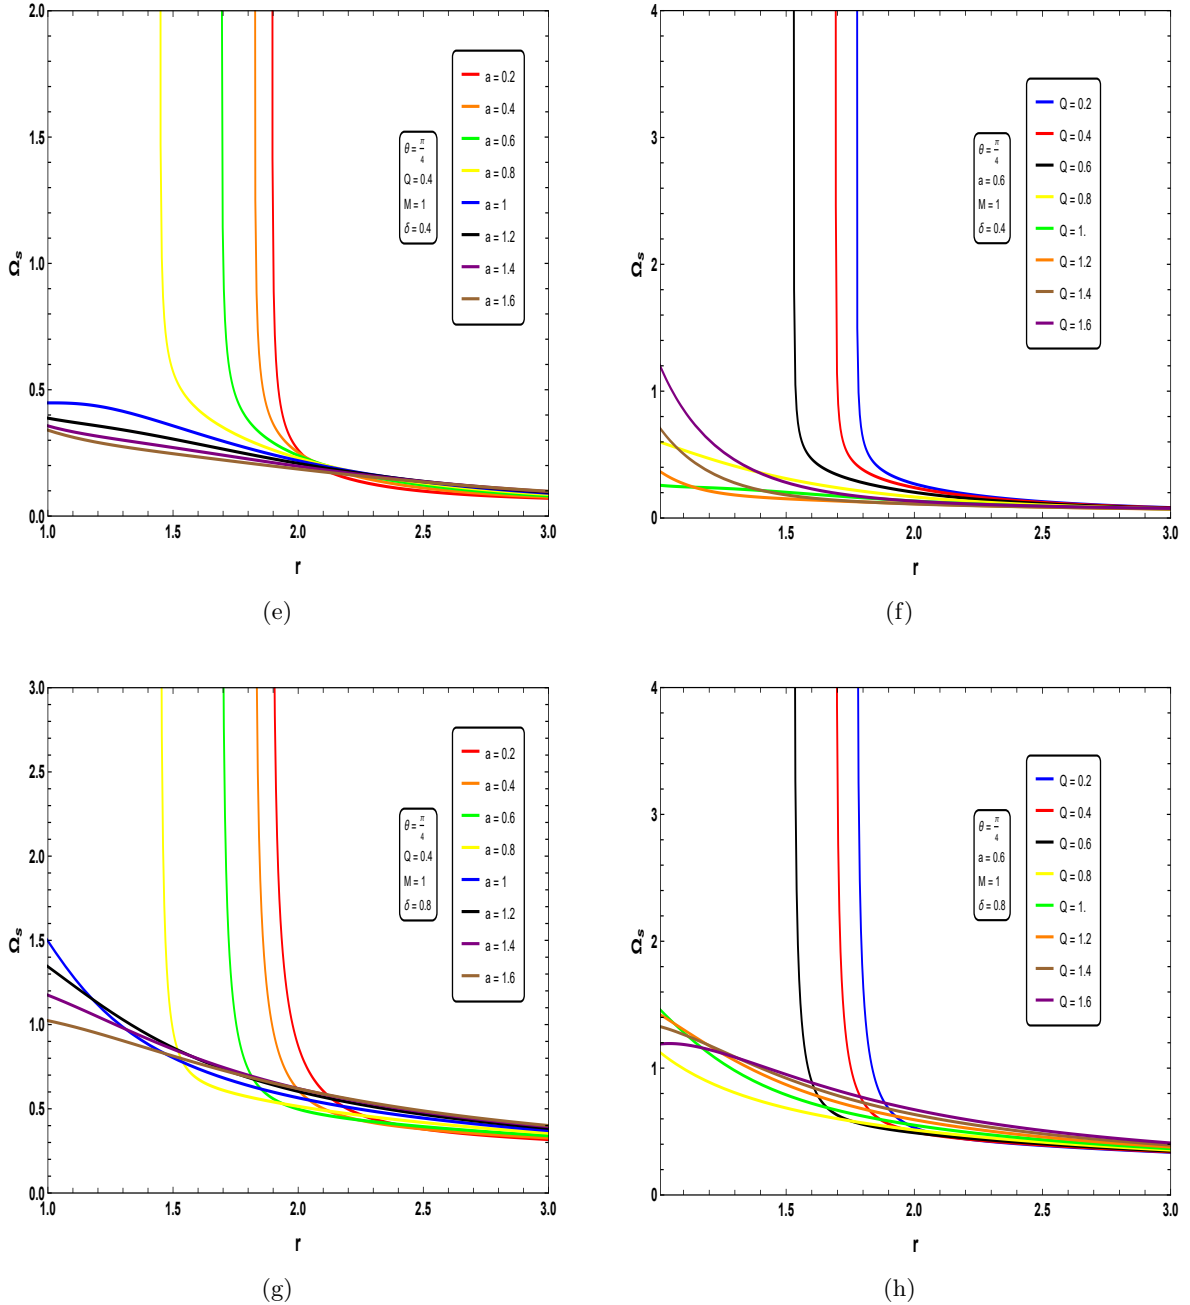 2.0
1.5
1.0
0.5
0.0
1.0
1.5
2.0
2.5
3.0
Ωs
r
θ = π/4
Q = 0.4
M = 1
δ = 0.4
a = 0.2
a = 0.4
a = 0.6
a = 0.8
a = 1
a = 1.2
a = 1.4
a = 1.6
(e)
4
3
2
1
0
1.5
2.0
2.5
3.0
Ωs
r
θ = π/4
a = 0.6
M = 1
δ = 0.4
Q = 0.2
Q = 0.4
Q = 0.6
Q = 0.8
Q = 1.
Q = 1.2
Q = 1.4
Q = 1.6
(f)
3.0
2.5
2.0
1.5
1.0
0.5
0.0
1.0
1.5
2.0
2.5
3.0
Ωs
r
θ = π/4
Q = 0.4
M = 1
δ = 0.8
a = 0.2
a = 0.4
a = 0.6
a = 0.8
a = 1
a = 1.2
a = 1.4
a = 1.6
(g)
4
3
2
1
0
1.5
2.0
2.5
3.0
Ωs
r
θ = π/4
a = 0.6
M = 1
δ = 0.8
Q = 0.2
Q = 0.4
Q = 0.6
Q = 0.8
Q = 1.
Q = 1.2
Q = 1.4
Q = 1.6
(h)